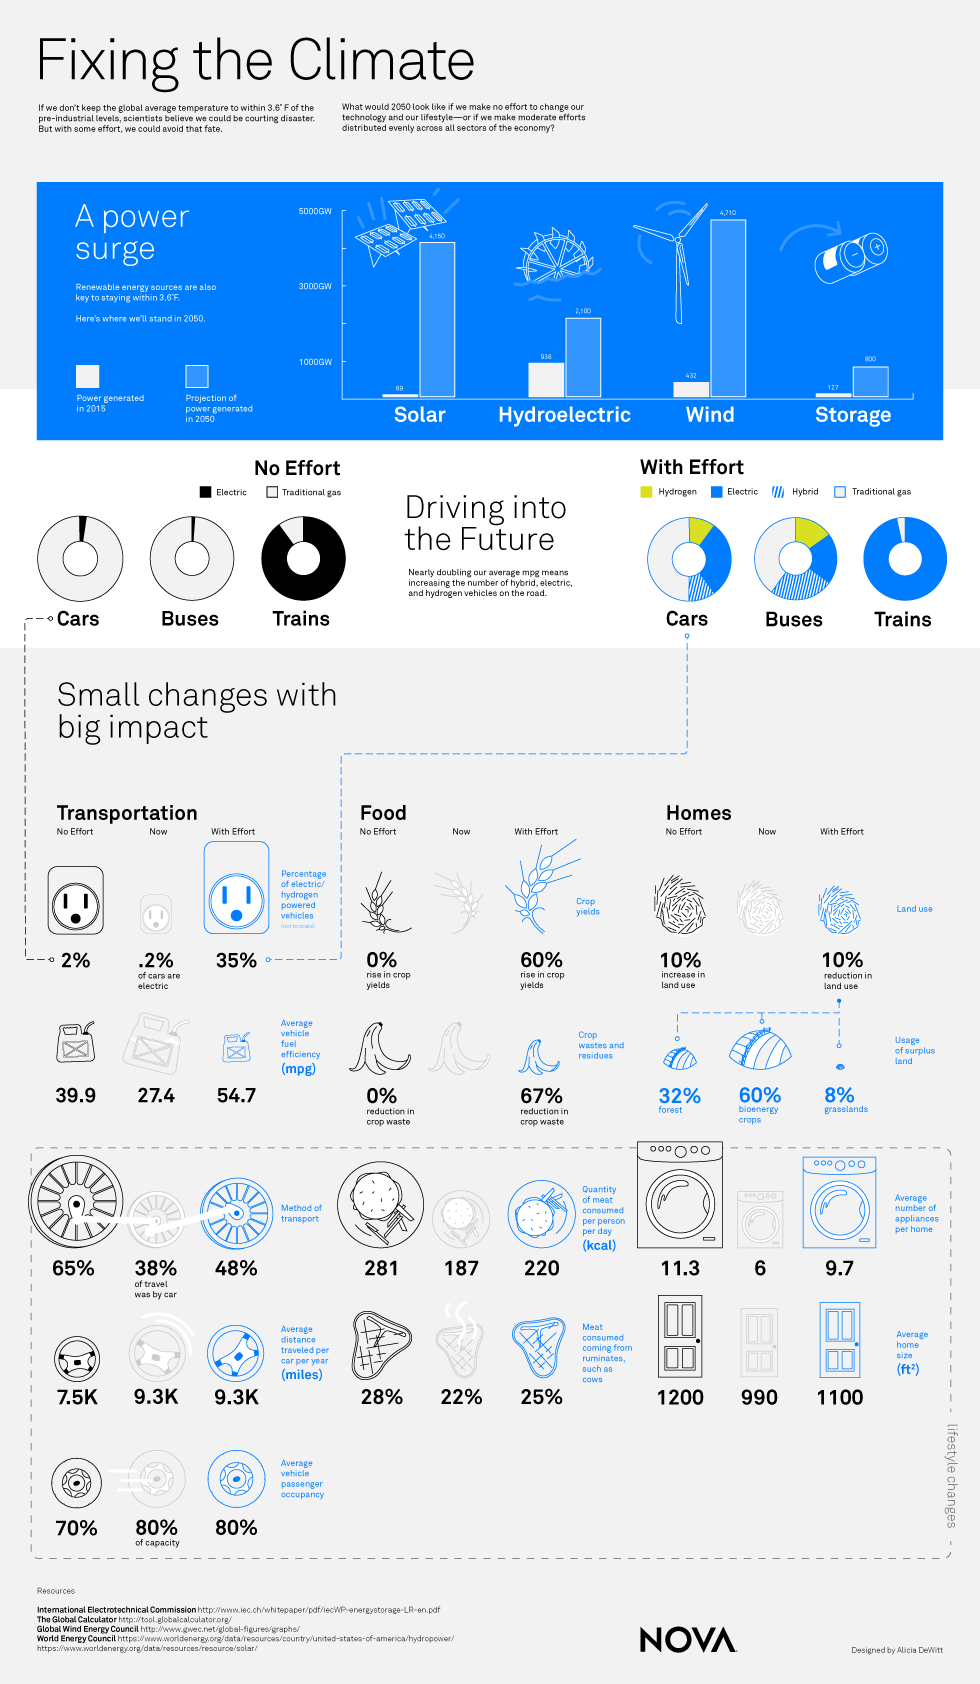 Fixing the Climate
If we don't keep the global average temperature to within 3.6˚ F of the
pre-industrial levels, scientists believe we could be courting disaster.
But with some effort, we could avoid that fate.
What would 2050 look like if we make no effort to change our
technology and our lifestyle—or if we make moderate efforts
distributed evenly across all sectors of the economy?
A power
surge
Renewable energy sources are also
key to staying within 3.6˚F.
Here's where we'll stand in 2050.
Power generated
in 2015
Projection of
power generated
in 2050
5000GW
3000GW
1000GW
69
4,150
936
2,100
432
4,710
127
800
Solar
Hydroelectric
Wind
Storage
No Effort
Electric
Traditional gas
Cars
Buses
Trains
Driving into
the Future
Nearly doubling our average mpg means
increasing the number of hybrid, electric,
and hydrogen vehicles on the road.
With Effort
Hydrogen
Electric
Hybrid
Traditional gas
Cars
Buses
Trains
Small changes with
big impact
Transportation
No Effort
Now
With Effort
Percentage
of electric/
hydrogen
powered
vehicles
(not to scale)
2%
.2%
of cars are
electric
35%
Average
vehicle
fuel
efficiency
(mpg)
39.9
27.4
54.7
Method of
transport
65%
38%
of travel
was by car
48%
Average
distance
traveled per
car per year
(miles)
7.5K
9.3K
9.3K
Average
vehicle
passenger
occupancy
70%
80%
of capacity
80%
Food
No Effort
Now
With Effort
Crop
yields
0%
rise in crop
yields
60%
rise in crop
yields
Crop
wastes and
residues
0%
reduction in
crop waste
67%
reduction in
crop waste
Quantity
of meat
consumed
per person
per day
(kcal)
281
187
220
Meat
consumed
coming from
ruminates,
such as
cows
28%
22%
25%
Homes
No Effort
Now
With Effort
Land use
10%
increase in
land use
10%
reduction in
land use
Usage
of surplus
land
32%
forest
60%
bioenergy
crops
8%
grasslands
Average
number of
appliances
per home
11.3
6
9.7
Average
home
size
(ft²)
1200
990
1100
lifestyle changes
Resources
International Electrotechnical Commission http://www.iec.ch/whitepaper/pdf/iecWP-energystorage-LR-en.pdf
The Global Calculator http://tool.globalcalculator.org/
Global Wind Energy Council http://www.gwec.net/global-figures/graphs/
World Energy Council https://www.worldenergy.org/data/resources/country/united-states-of-america/hydropower/
https://www.worldenergy.org/data/resources/resource/solar/
NOVA
Designed by Alicia DeWitt